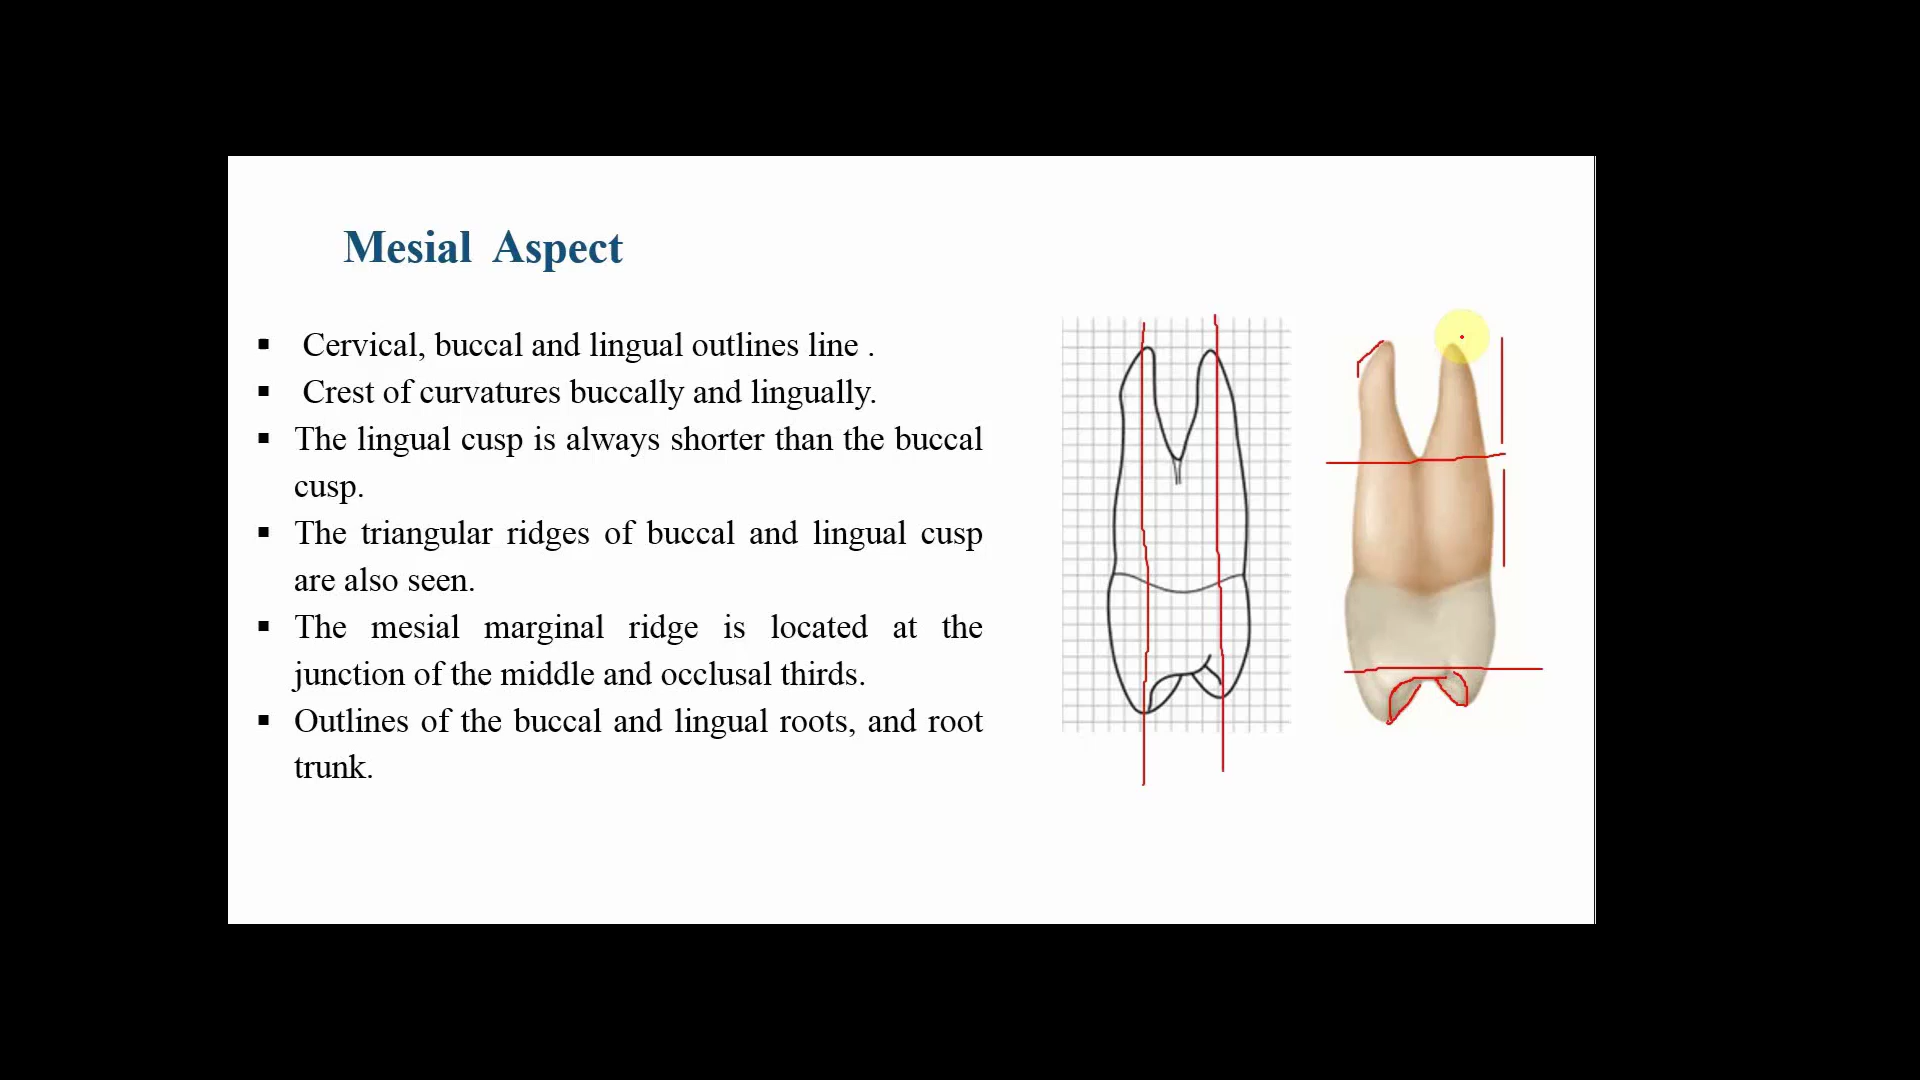 Mesial Aspect
▪ Cervical, buccal and lingual outlines line .
▪ Crest of curvatures buccally and lingually.
▪ The lingual cusp is always shorter than the buccal
cusp.
▪ The triangular ridges of buccal and lingual cusp
are also seen.
▪ The mesial marginal ridge is located at the
junction of the middle and occlusal thirds.
▪ Outlines of the buccal and lingual roots, and root
trunk.